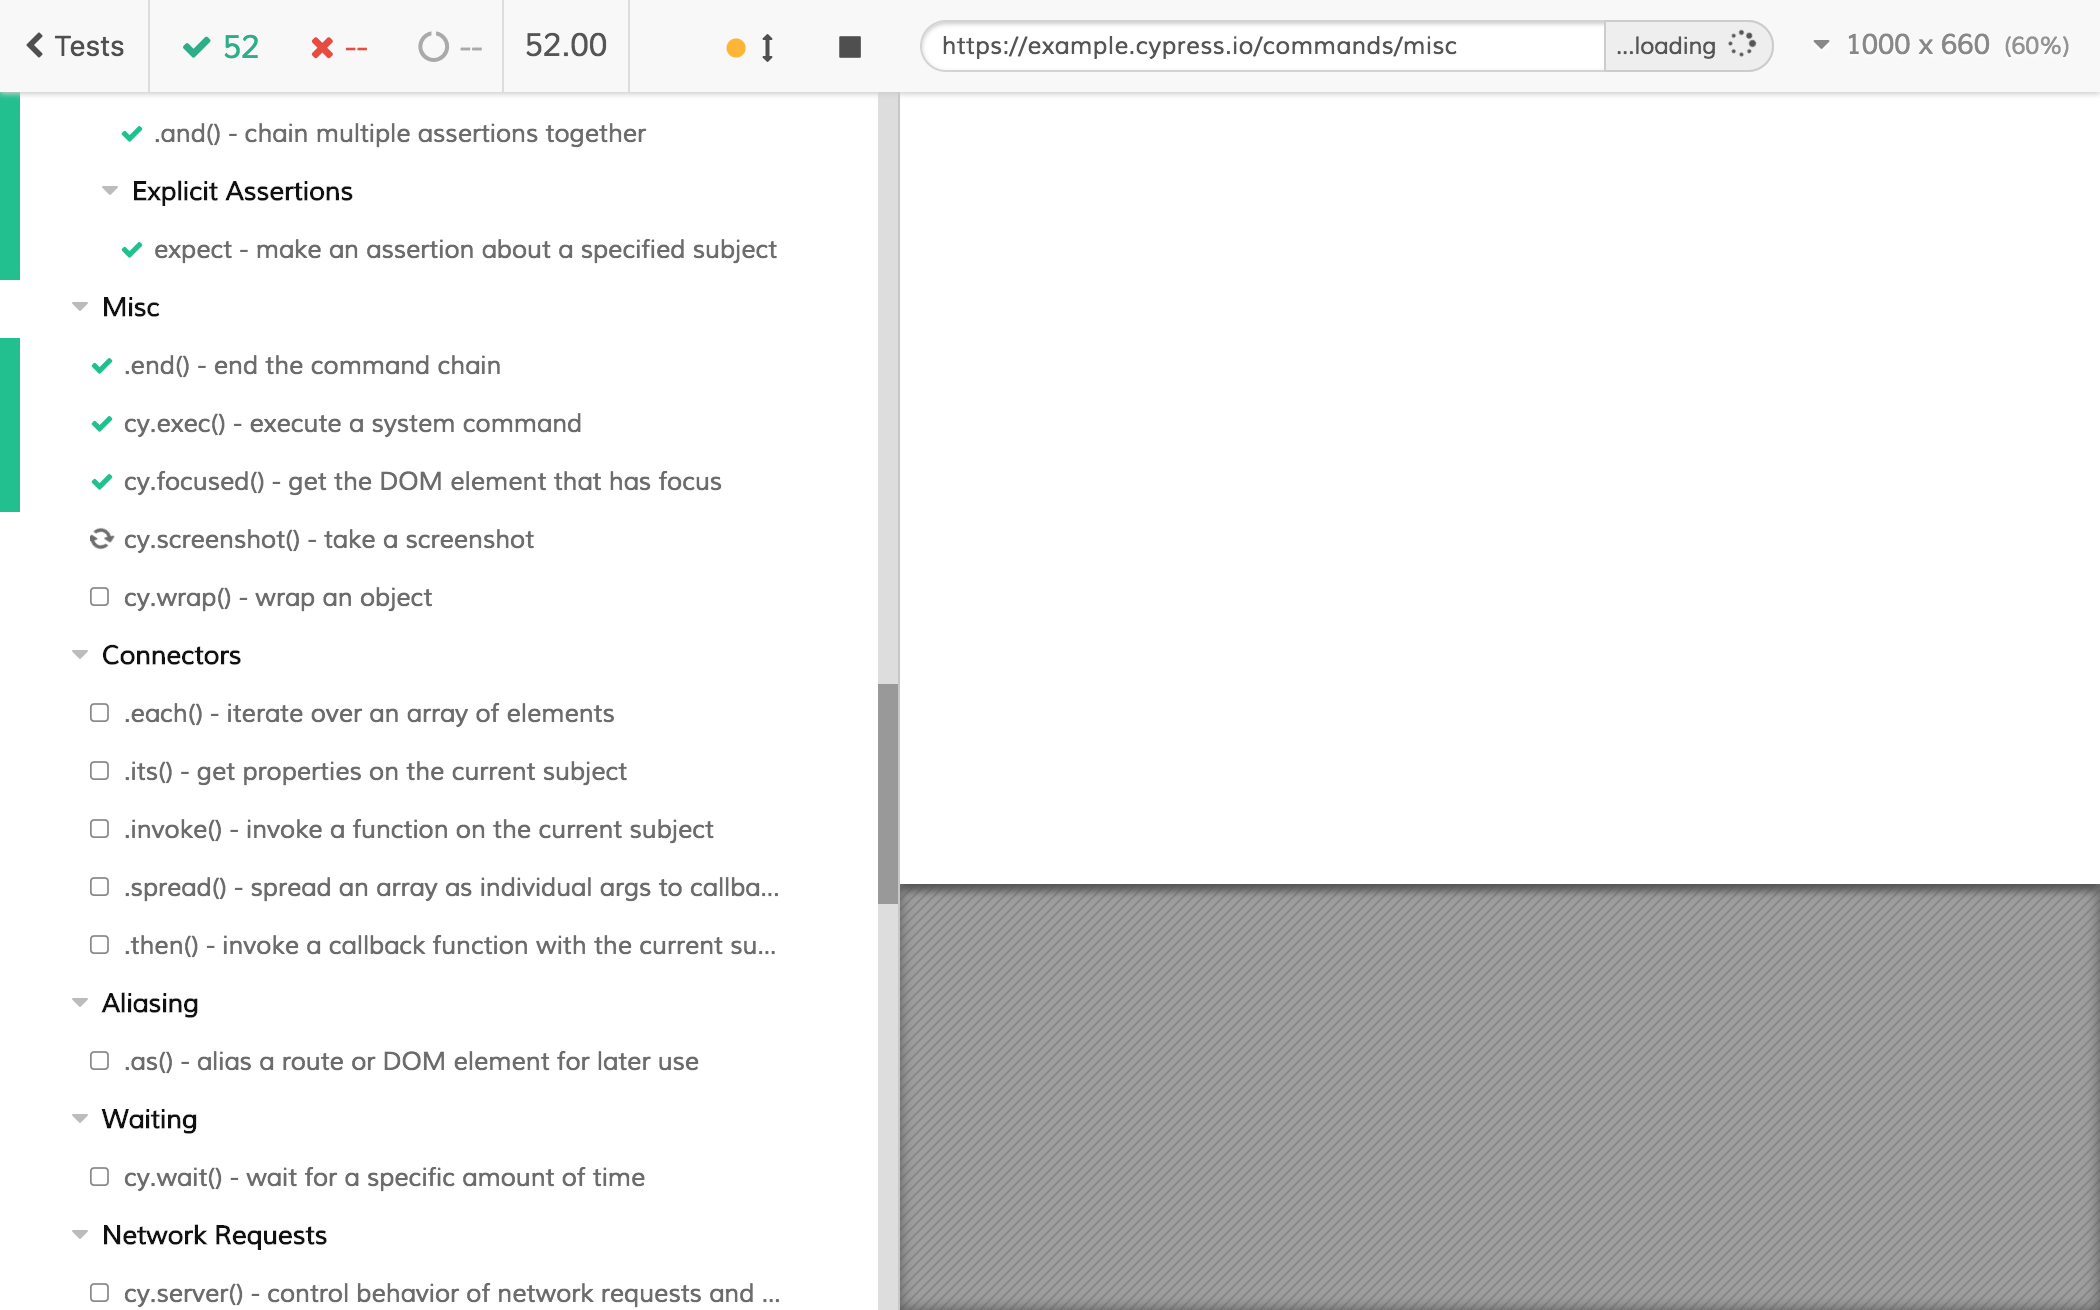 Tests 52 -- -- 52.00 https://example.cypress.io/commands/misc ...loading 1000 x 660 (60%)
.and() - chain multiple assertions together
Explicit Assertions
expect - make an assertion about a specified subject
Misc
.end() - end the command chain
cy.exec() - execute a system command
cy.focused() - get the DOM element that has focus
cy.screenshot() - take a screenshot
cy.wrap() - wrap an object
Connectors
.each() - iterate over an array of elements
.its() - get properties on the current subject
.invoke() - invoke a function on the current subject
.spread() - spread an array as individual args to callba...
.then() - invoke a callback function with the current su...
Aliasing
.as() - alias a route or DOM element for later use
Waiting
cy.wait() - wait for a specific amount of time
Network Requests
cy.server() - control behavior of network requests and ...